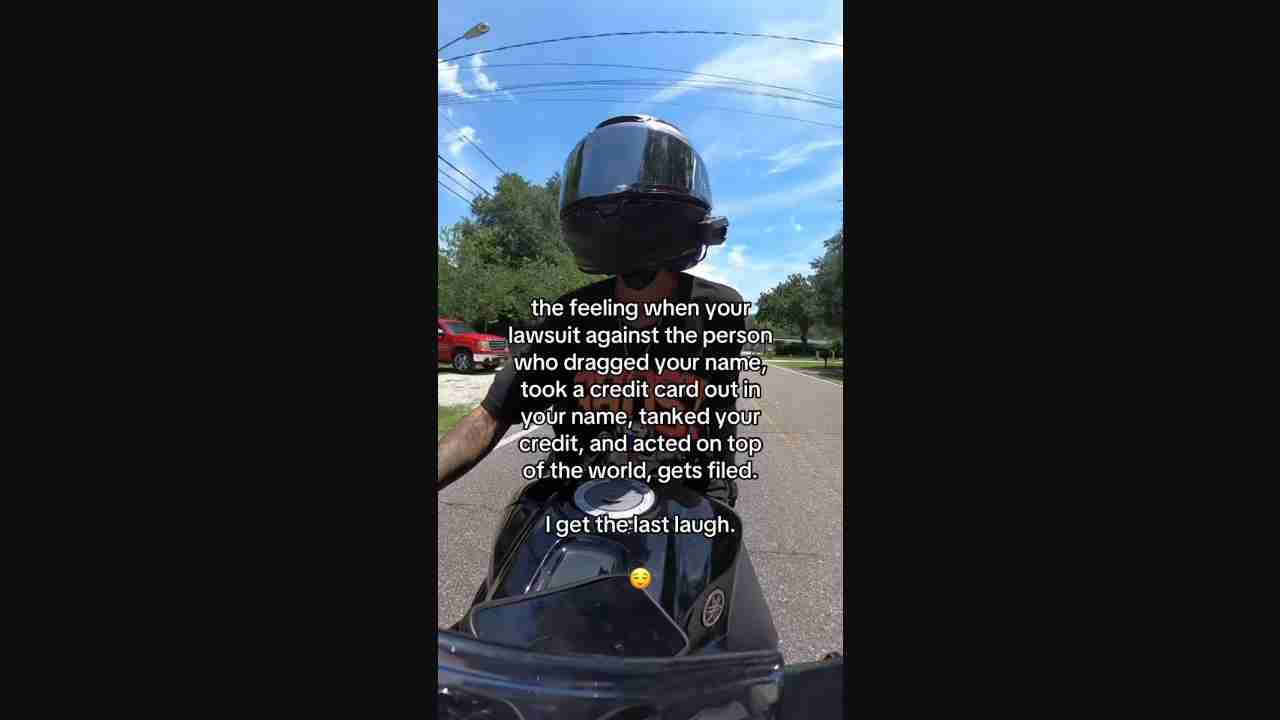 the feeling when your
lawsuit against the person
who dragged your name,
took a credit card out in
your name, tanked your
credit, and acted on top
of the world, gets filed.
I get the last laugh.
😌